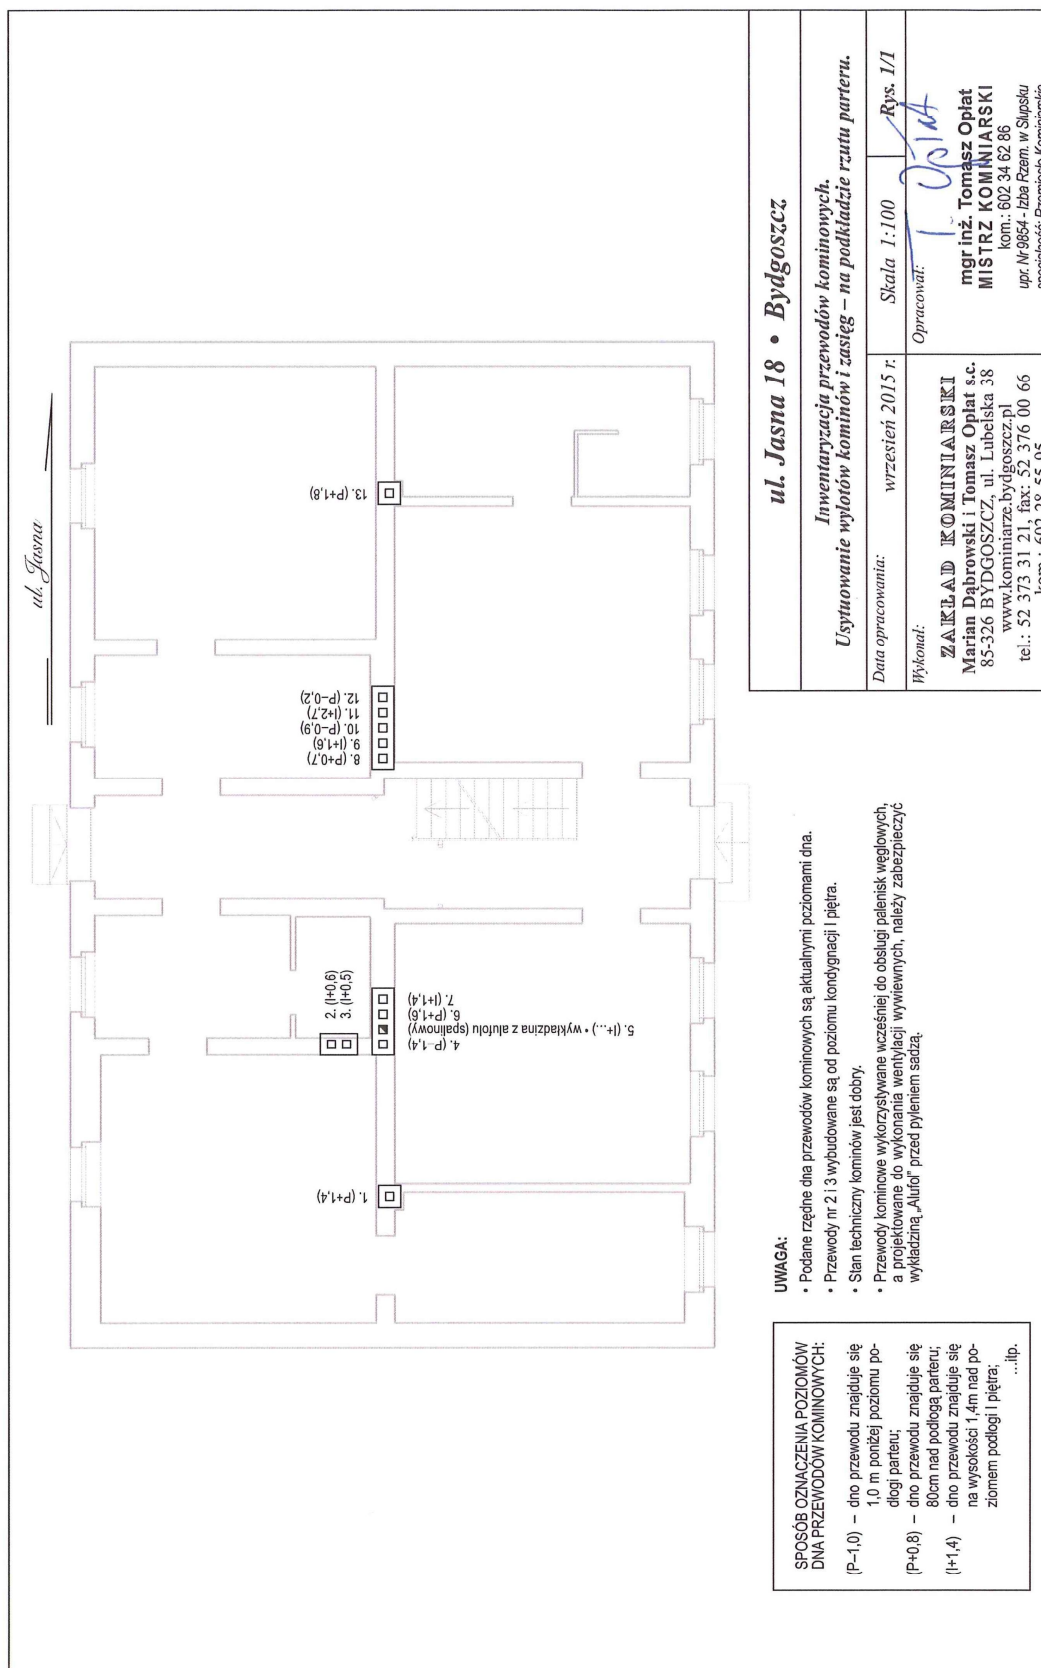 ul. Jasna
1. (P+1,4)
2. (I+0,6)
3. (I+0,5)
4. (P-1,4)
5. (I+...) • wykładzina z alufolu (spalinowy)
6. (P+1,6)
7. (I+1,4)
8. (P+0,7)
9. (I+1,6)
10. (P-0,9)
11. (I+2,7)
12. (P-0,2)
13. (P+1,8)
SPOSÓB OZNACZENIA POZIOMÓW
DNA PRZEWODÓW KOMINOWYCH:
(P–1,0) – dno przewodu znajduje się
1,0 m poniżej poziomu po-
dłogi parteru;
(P+0,8) – dno przewodu znajduje się
80cm nad podłogą parteru;
(I+1,4) – dno przewodu znajduje się
na wysokości 1,4m nad po-
ziomem podłogi I piętra;
...itp.
UWAGA:
• Podane rzędne dna przewodów kominowych są aktualnymi poziomami dna.
• Przewody nr 2 i 3 wybudowane są od poziomu kondygnacji I piętra.
• Stan techniczny kominów jest dobry.
• Przewody kominowe wykorzystywane wcześniej do obsługi palenisk węglowych,
a projektowane do wykonania wentylacji wywiewnych, należy zabezpieczyć
wykładziną „Alufol" przed pyleniem sadzą.
ul. Jasna 18 • Bydgoszcz
Inwentaryzacja przewodów kominowych.
Usytuowanie wylotów kominów i zasięg – na podkładzie rzutu parteru.
Data opracowania: wrzesień 2015 r. Skala 1:100 Rys. 1/1
Wykonał:
ZAKŁAD KOMINIARSKI
Marian Dąbrowski i Tomasz Opłat s.c.
85-326 BYDGOSZCZ, ul. Lubelska 38
www.kominiarze.bydgoszcz.pl
tel.: 52 373 31 21, fax: 52 376 00 66
kom.: 602 28 55 95
Opracował:
mgr inż. Tomasz Opłat
MISTRZ KOMINIARSKI
kom.: 602 34 62 86
upr. Nr 9854 - Izba Rzem. w Słupsku
specjalność: Rzemiosło Kominiarskie